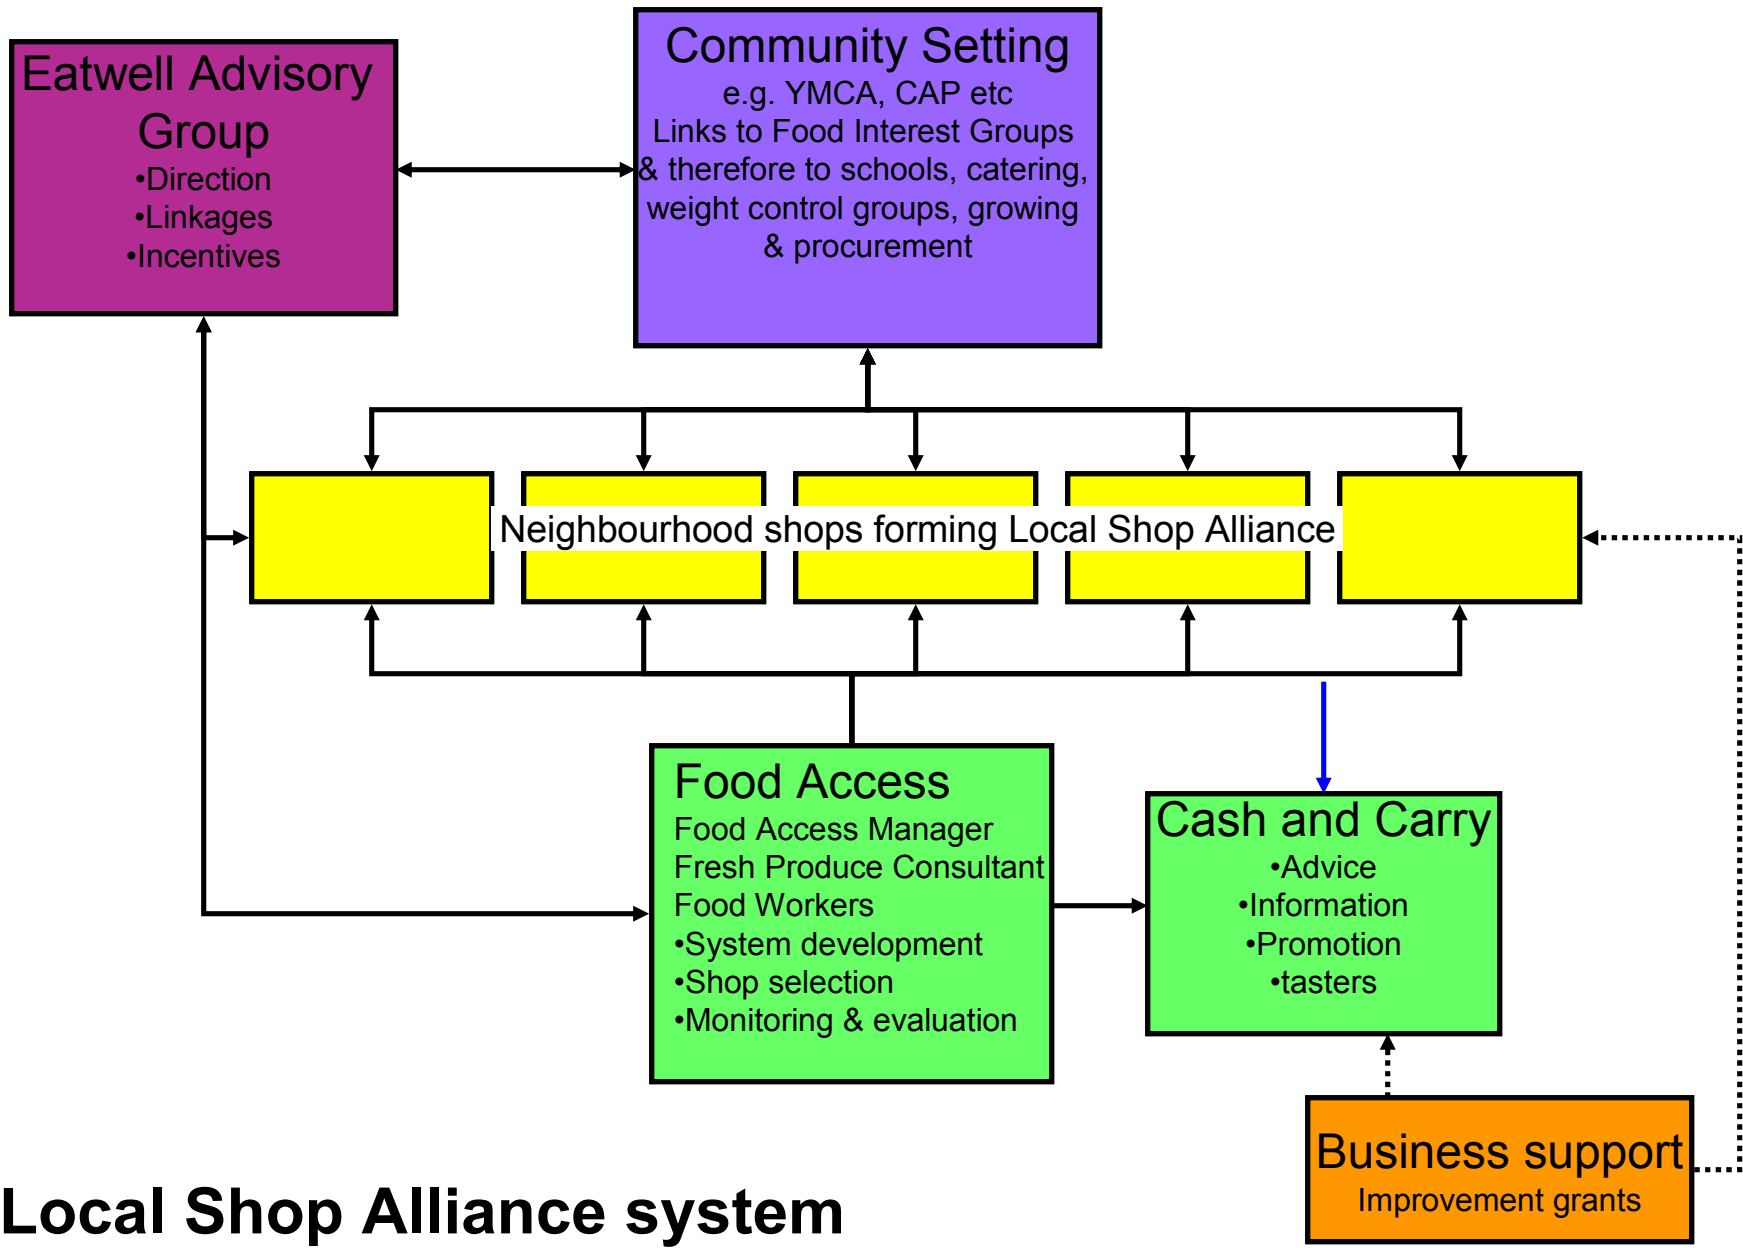 Eatwell Advisory
Group
•Direction
•Linkages
•Incentives
Community Setting
e.g. YMCA, CAP etc
Links to Food Interest Groups
& therefore to schools, catering,
weight control groups, growing
& procurement
Neighbourhood shops forming Local Shop Alliance
Food Access
Food Access Manager
Fresh Produce Consultant
Food Workers
•System development
•Shop selection
•Monitoring & evaluation
Cash and Carry
•Advice
•Information
•Promotion
•tasters
Business support
Improvement grants
Local Shop Alliance system